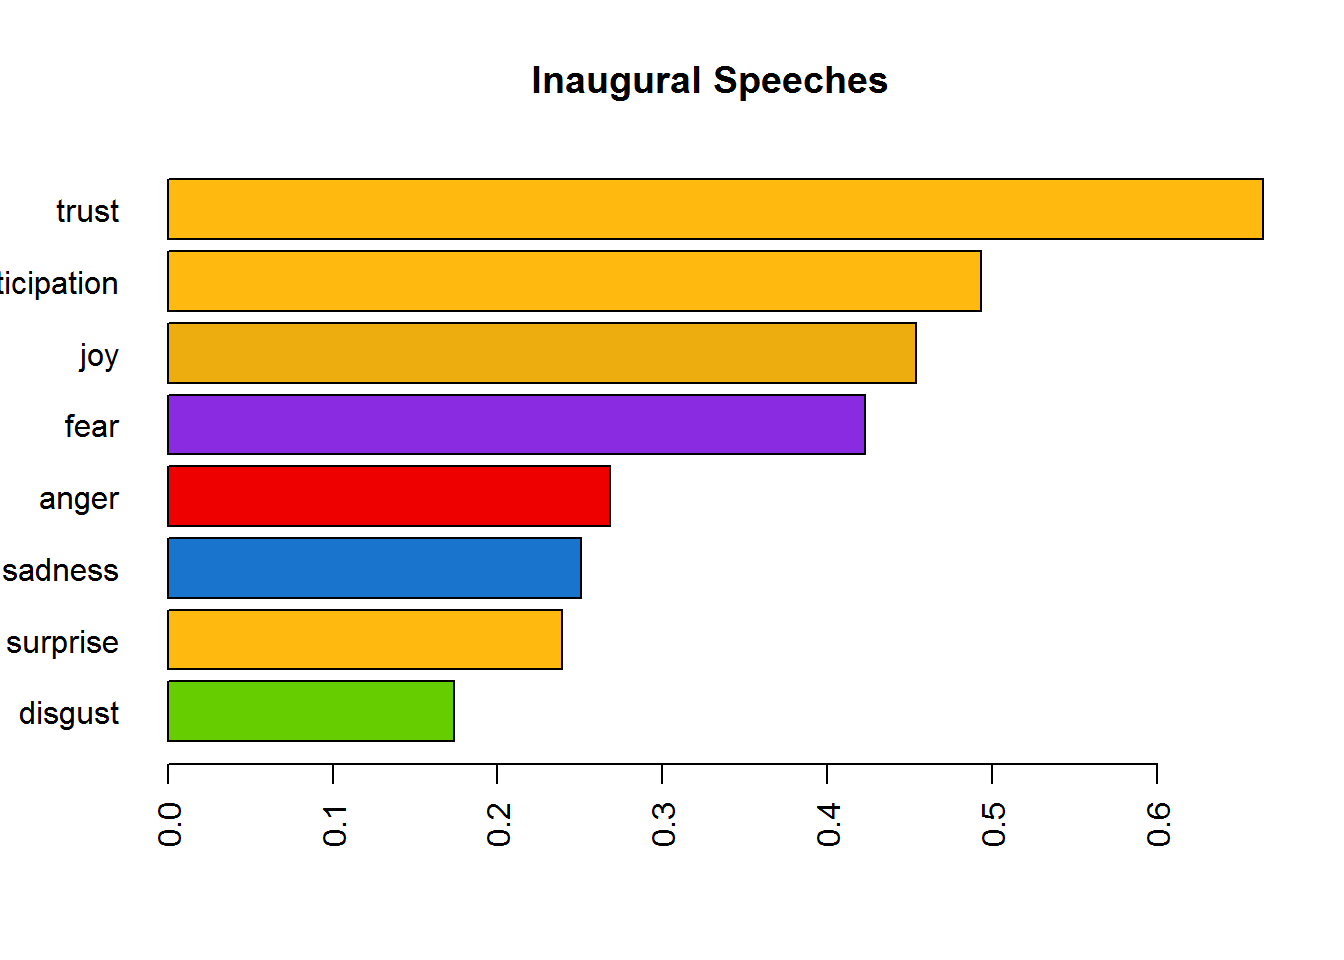 Inaugural Speeches
trust
ticipation
joy
fear
anger
sadness
surprise
disgust
0.0
0.1
0.2
0.3
0.4
0.5
0.6